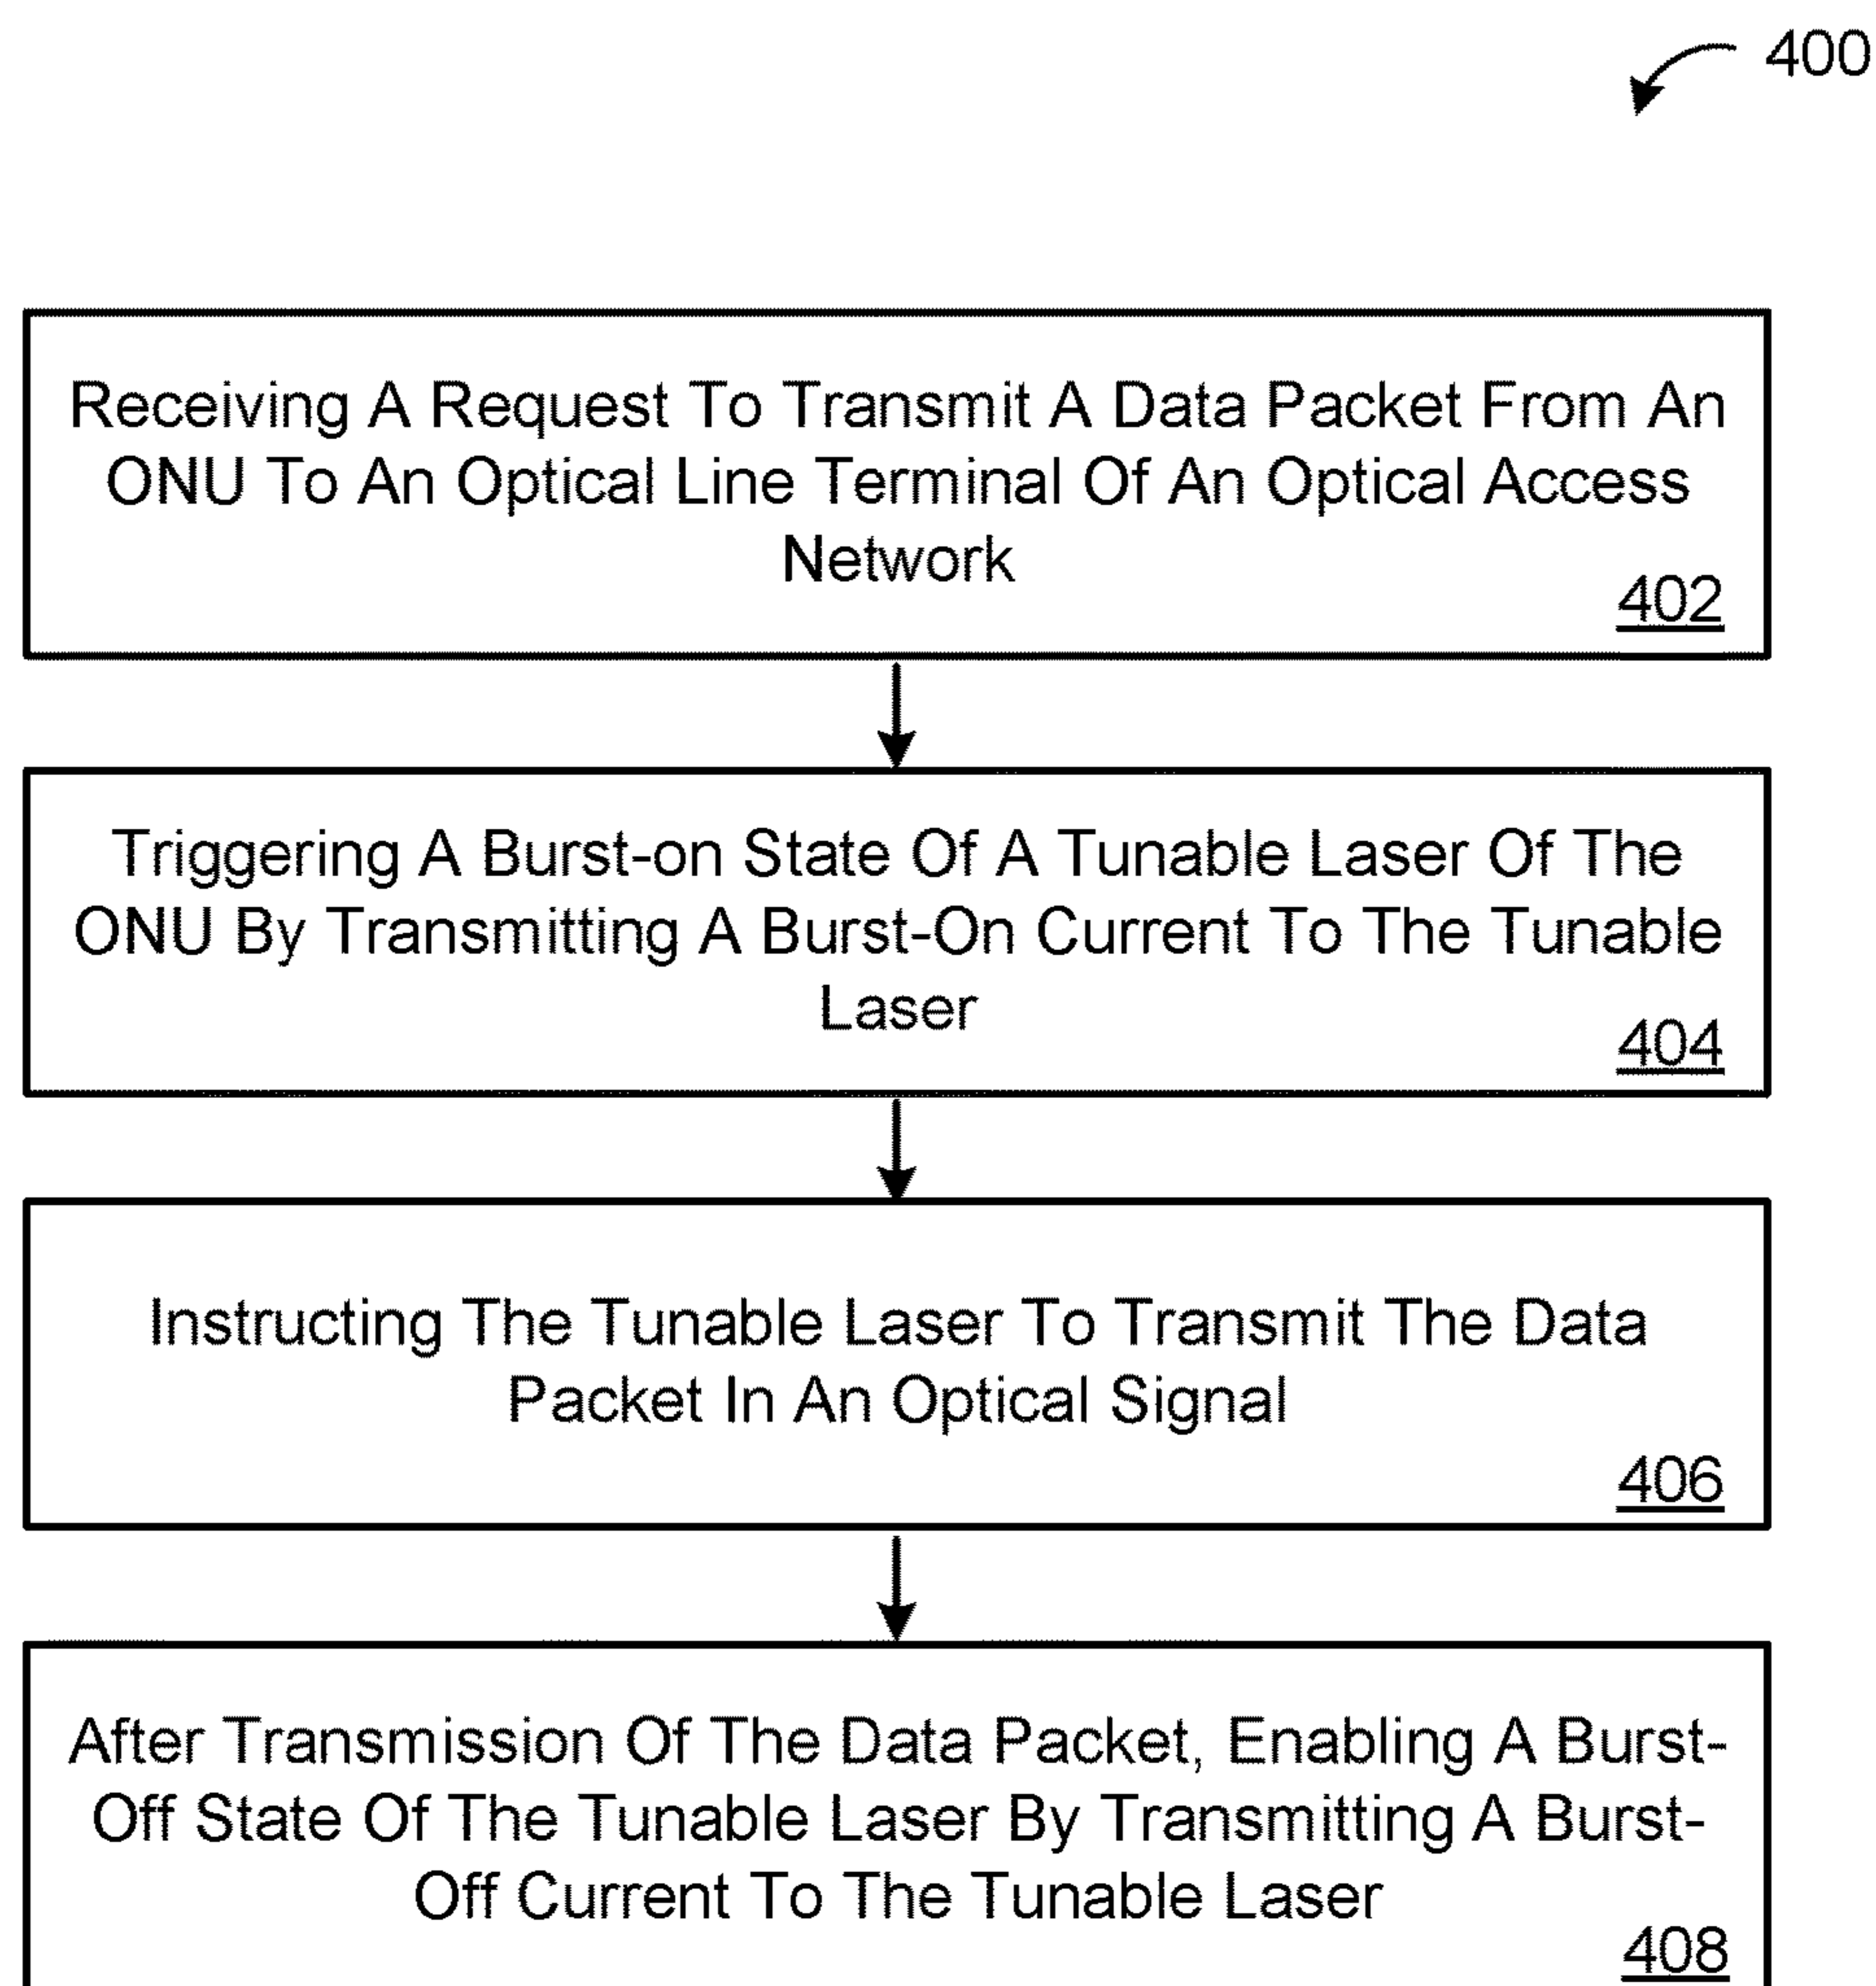 400
Receiving A Request To Transmit A Data Packet From An
ONU To An Optical Line Terminal Of An Optical Access
Network
402
Triggering A Burst-on State Of A Tunable Laser Of The
ONU By Transmitting A Burst-On Current To The Tunable
Laser
404
Instructing The Tunable Laser To Transmit The Data
Packet In An Optical Signal
406
After Transmission Of The Data Packet, Enabling A Burst-
Off State Of The Tunable Laser By Transmitting A Burst-
Off Current To The Tunable Laser
408